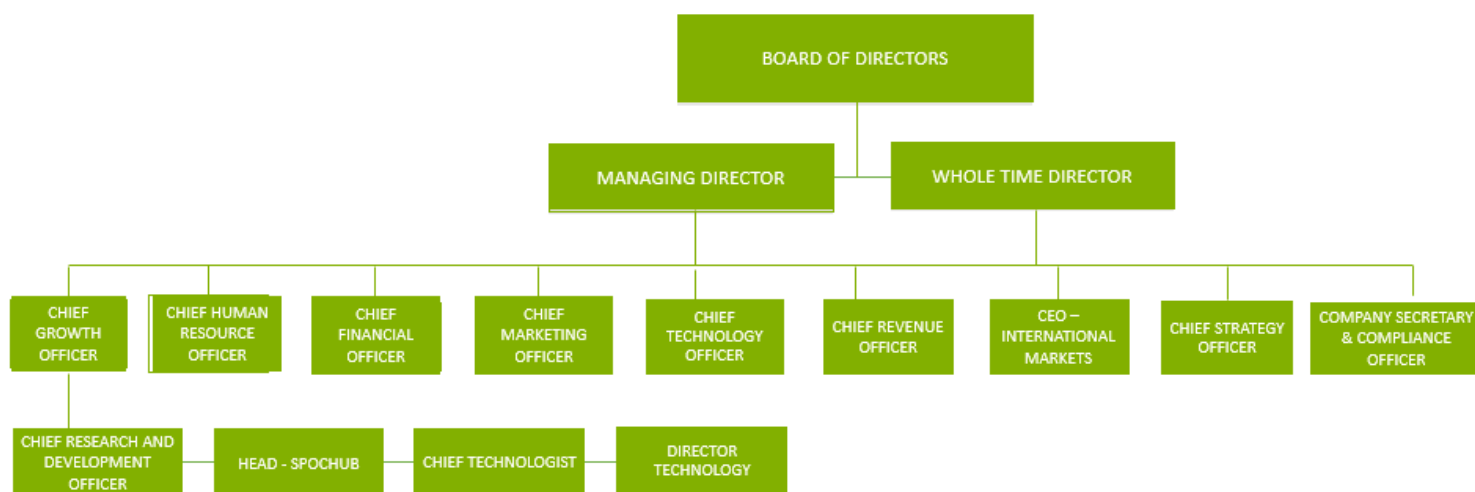 BOARD OF DIRECTORS
MANAGING DIRECTOR
WHOLE TIME DIRECTOR
CHIEF
GROWTH
OFFICER
CHIEF HUMAN
RESOURCE
OFFICER
CHIEF
FINANCIAL
OFFICER
CHIEF
MARKETING
OFFICER
CHIEF
TECHNOLOGY
OFFICER
CHIEF REVENUE
OFFICER
CEO –
INTERNATIONAL
MARKETS
CHIEF STRATEGY
OFFICER
COMPANY SECRETARY
& COMPLIANCE
OFFICER
CHIEF RESEARCH AND
DEVELOPMENT
OFFICER
HEAD - SPOCHUB
CHIEF TECHNOLOGIST
DIRECTOR
TECHNOLOGY